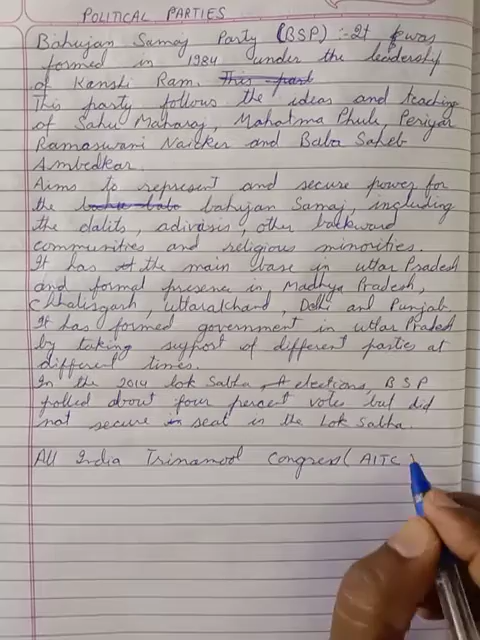 POLITICAL PARTIES
Bahujan Samaj Party (BSP) :- It was
formed in 1984 under the leadership
of Kanshi Ram. This part
This party follows the ideas and teaching
of Sahu Maharaj, Mahatma Phule, Periyar
Ramaswami Naicker and Baba Saheb
Ambedkar.
Aims to represent and secure power for
the bahujan Samaj, including
the dalits, adivasis, other backward
communities and religious minorities.
It has the main base in uttar Pradesh
and formal presence in, Madhya Pradesh,
Chhatisgarh, uttarakhand, Delhi and Punjab.
It has formed government in uttar Pradesh
by taking support of different parties at
different times.
In the 2014 lok Sabha elections, BSP
polled about four percent votes but did
not secure seat in the Lok Sabha.
All India Trinamool Congress (AITC)